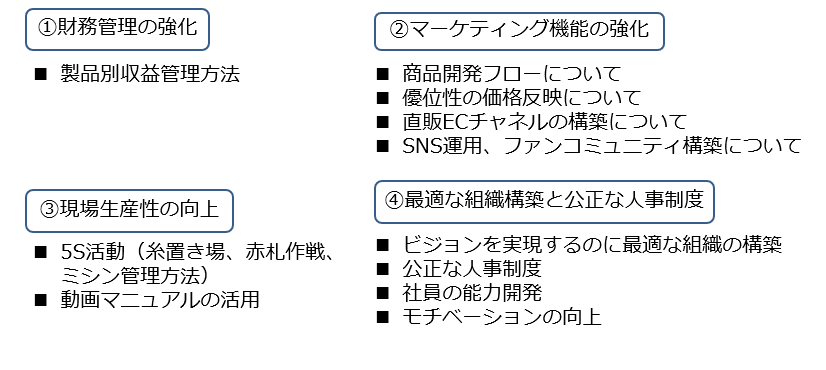 ①財務管理の強化
■ 製品別収益管理方法
②マーケティング機能の強化
■ 商品開発フローについて
■ 優位性の価格反映について
■ 直販ECチャネルの構築について
■ SNS運用、ファンコミュニティ構築について
③現場生産性の向上
■ 5S活動（糸置き場、赤札作戦、
ミシン管理方法）
■ 動画マニュアルの活用
④最適な組織構築と公正な人事制度
■ ビジョンを実現するのに最適な組織の構築
■ 公正な人事制度
■ 社員の能力開発
■ モチベーションの向上